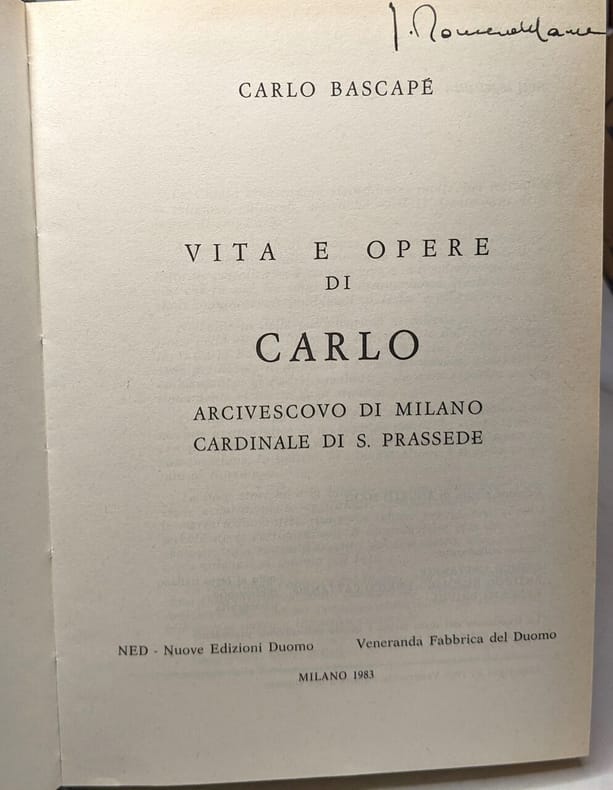 CARLO BASCAPÉ
VITA E OPERE
DI
CARLO
ARCIVESCOVO DI MILANO
CARDINALE DI S. PRASSEDE
NED - Nuove Edizioni Duomo Veneranda Fabbrica del Duomo
MILANO 1983